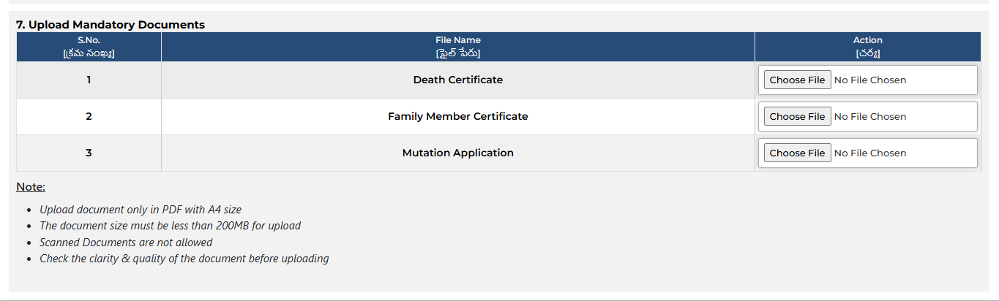 7. Upload Mandatory Documents
S.No. File Name Action
[క్రమ సంఖ్య] [ఫైల్ పేరు] [చర్య]
1 Death Certificate Choose File No File Chosen
2 Family Member Certificate Choose File No File Chosen
3 Mutation Application Choose File No File Chosen
Note:
• Upload document only in PDF with A4 size
• The document size must be less than 200MB for upload
• Scanned Documents are not allowed
• Check the clarity & quality of the document before uploading